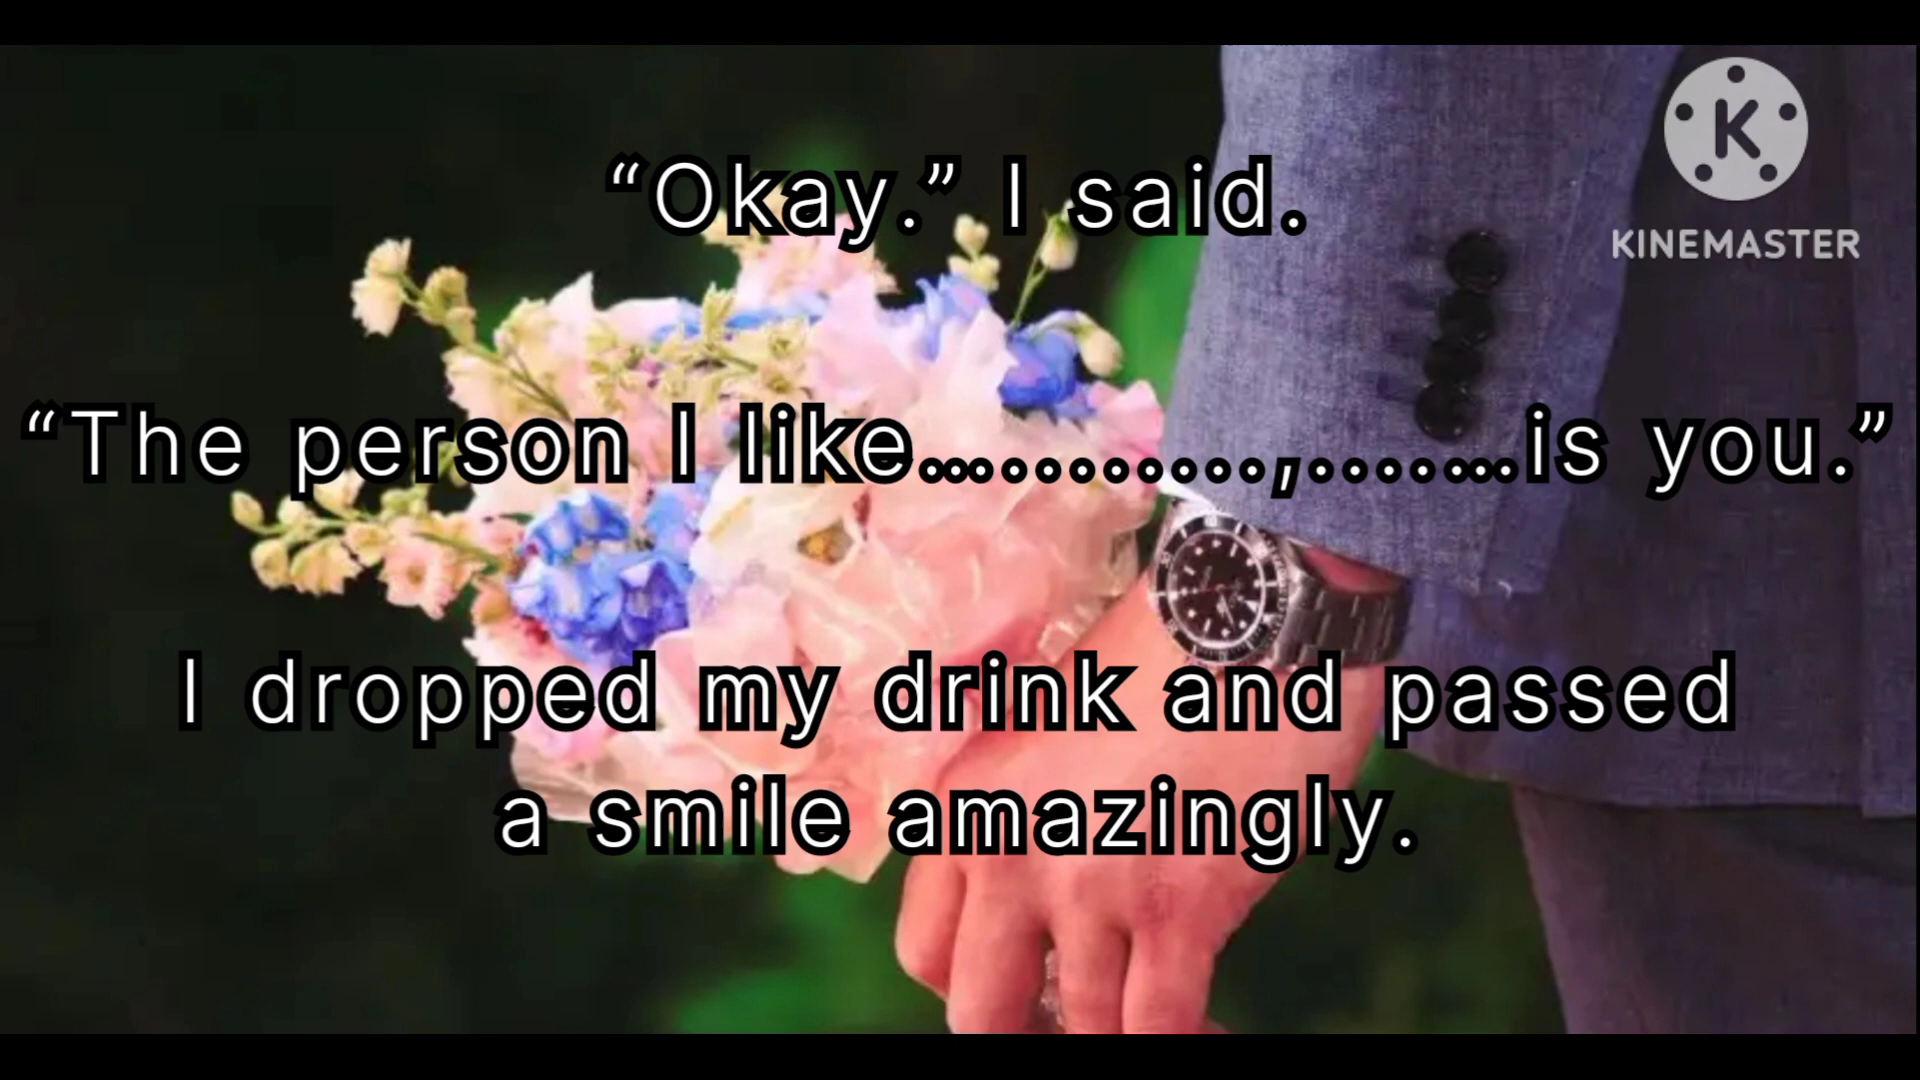 “Okay.” I said.
K
KINEMASTER
“The person I like.......................is you.”
I dropped my drink and passed
a smile amazingly.